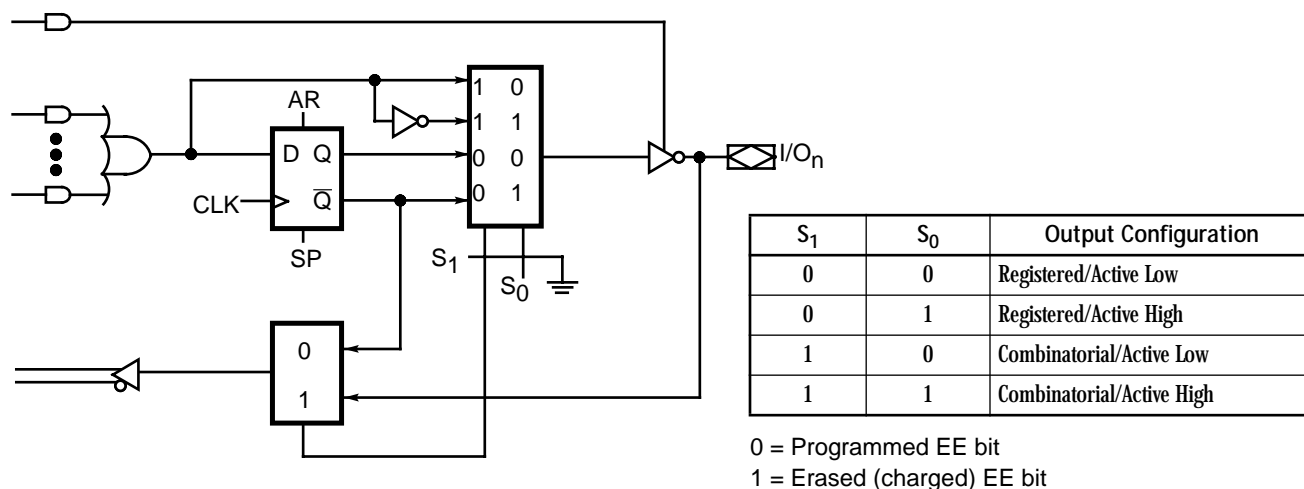 AR
1 0
1 1
0 0
0 1
D Q
Q̅
CLK
SP
I/Oₙ
S₁
S₀
0
1
S₁ S₀ Output Configuration
0 0 Registered/Active Low
0 1 Registered/Active High
1 0 Combinatorial/Active Low
1 1 Combinatorial/Active High
0 = Programmed EE bit
1 = Erased (charged) EE bit